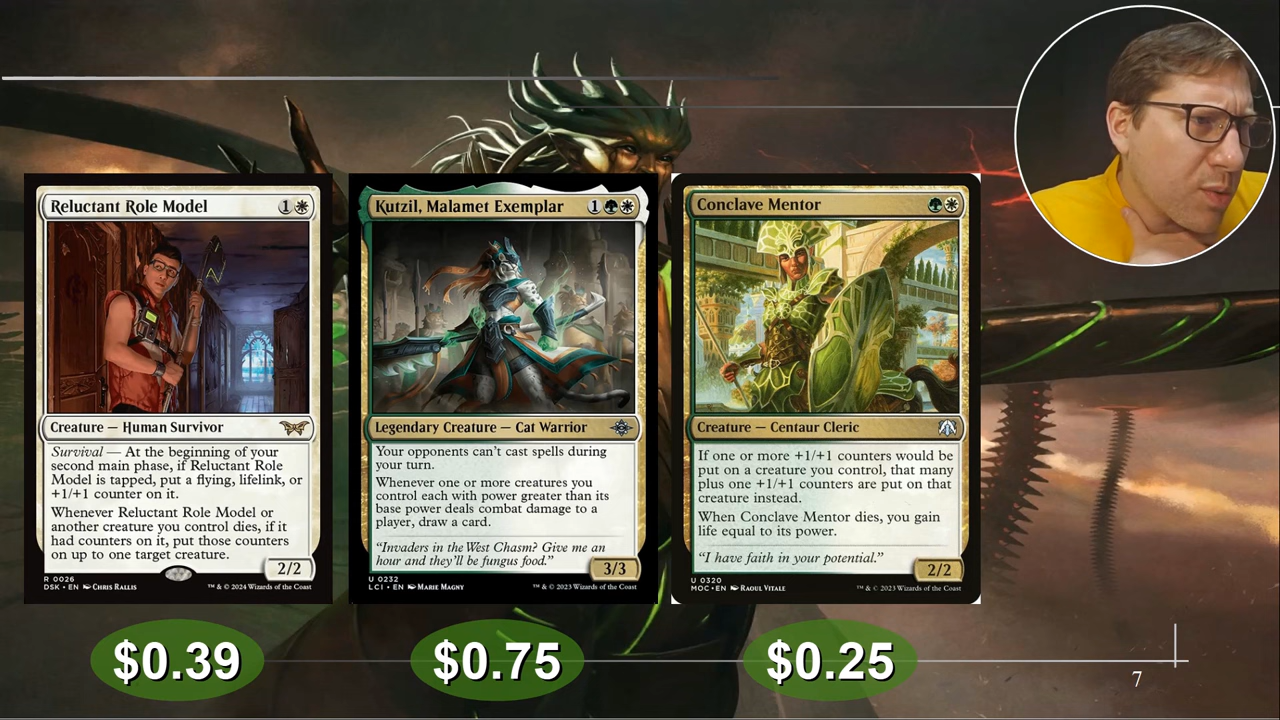 Reluctant Role Model 1
Creature — Human Survivor
Survival — At the beginning of your
second main phase, if Reluctant Role
Model is tapped, put a flying, lifelink, or
+1/+1 counter on it.
Whenever Reluctant Role Model or
another creature you control dies, if it
had counters on it, put those counters
on up to one target creature.
2/2
R 0026
DSK • EN Chris Rallis
™ & © 2024 Wizards of the Coast
$0.39
Kutzil, Malamet Exemplar 1
Legendary Creature — Cat Warrior
Your opponents can't cast spells during
your turn.
Whenever one or more creatures you
control each with power greater than its
base power deals combat damage to a
player, draw a card.
"Invaders in the West Chasm? Give me an
hour and they'll be fungus food."
3/3
U 0232
LCI • EN Marie Magny
™ & © 2023 Wizards of the Coast
$0.75
Conclave Mentor
Creature — Centaur Cleric
If one or more +1/+1 counters would be
put on a creature you control, that many
plus one +1/+1 counters are put on that
creature instead.
When Conclave Mentor dies, you gain
life equal to its power.
"I have faith in your potential."
2/2
U 0320
MOC • EN Raoul Vitale
™ & © 2023 Wizards of the Coast
$0.25
7